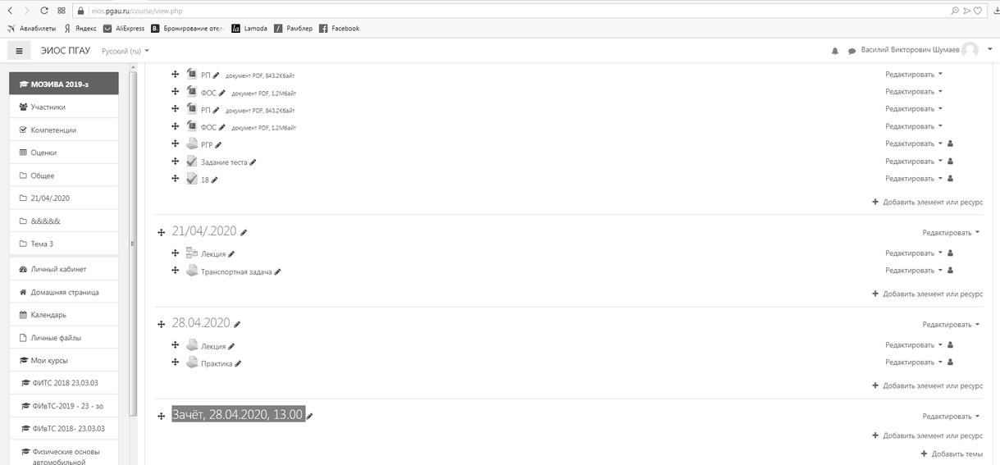 eios.pgau.ru/course/view.php
Авиабилеты Яндекс AliExpress Бронирование отел Lamoda Рамблер Facebook
ЭИОС ПГАУ Русский (ru) Василий Викторович Шумаев
МОЭИВА 2019-з
Участники
Компетенции
Оценки
Общее
21/04/.2020
&&&&&
Тема 3
Личный кабинет
Домашняя страница
Календарь
Личные файлы
Мои курсы
ФИТС 2018 23.03.03
ФИвТС-2019 - 23 - зо
ФИвТС 2018- 23.03.03
Физические основы
автомобильной
РП документ PDF, 843.2Кбайт Редактировать
ФОС документ PDF, 1.2Мбайт Редактировать
РП документ PDF, 843.2Кбайт Редактировать
ФОС документ PDF, 1.2Мбайт Редактировать
РГР Редактировать
Задание теста Редактировать
18 Редактировать
Добавить элемент или ресурс
21/04/.2020 Редактировать
Лекция Редактировать
Транспортная задача Редактировать
Добавить элемент или ресурс
28.04.2020 Редактировать
Лекция Редактировать
Практика Редактировать
Добавить элемент или ресурс
Зачёт, 28.04.2020, 13.00 Редактировать
Добавить элемент или ресурс
Добавить темы